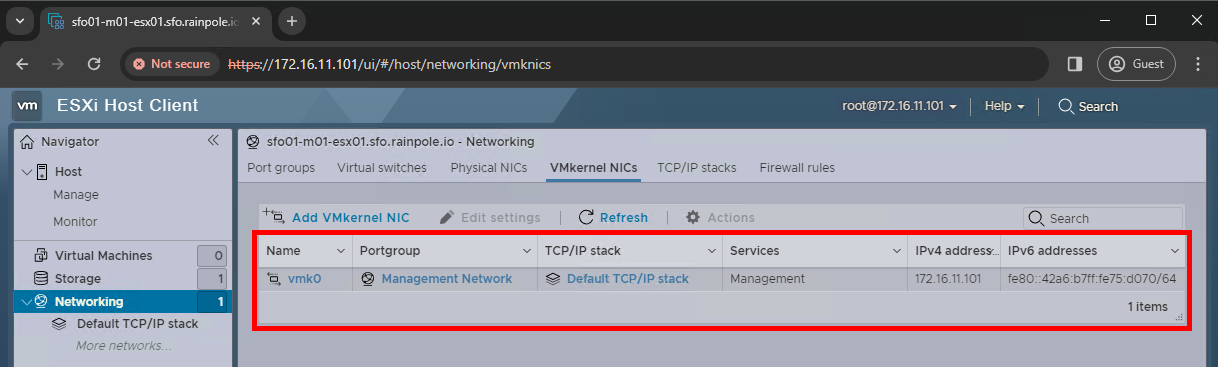 sfo01-m01-esx01.sfo.rainpole.io
Not secure https://172.16.11.101/ui/#/host/networking/vmknics Guest
vm ESXi Host Client root@172.16.11.101 Help Search
Navigator
sfo01-m01-esx01.sfo.rainpole.io - Networking
Host
Manage
Monitor
Virtual Machines 0
Storage 1
Networking 1
Default TCP/IP stack
More networks...
Port groups Virtual switches Physical NICs VMkernel NICs TCP/IP stacks Firewall rules
Add VMkernel NIC Edit settings Refresh Actions Search
Name Portgroup TCP/IP stack Services IPv4 address... IPv6 addresses
vmk0 Management Network Default TCP/IP stack Management 172.16.11.101 fe80::42a6:b7ff:fe75:d070/64
1 items